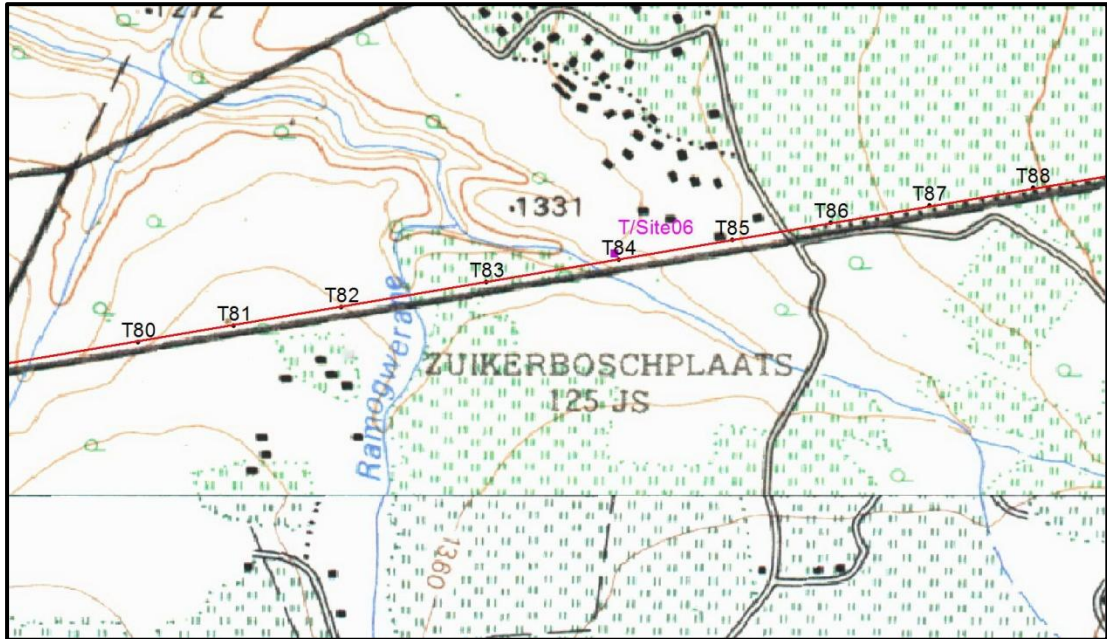 1272
T88
T87
1331
T86
T/Site06
T85
T84
T83
T82
T81
T80
Ramogwerane
ZUIKERBOSCHPLAATS
125 JS
1360